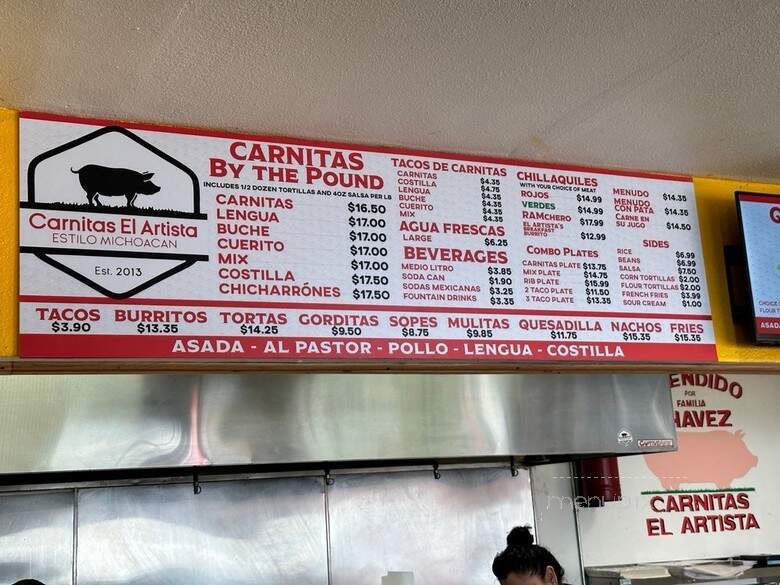 Carnitas El Artista
ESTILO MICHOACAN
Est. 2013
CARNITAS
BY THE POUND
INCLUDES 1/2 DOZEN TORTILLAS AND 4OZ SALSA PER LB
CARNITAS $16.50
LENGUA $17.00
BUCHE $17.00
CUERITO $17.00
MIX $17.00
COSTILLA $17.50
CHICHARRÓNES $17.50
TACOS DE CARNITAS
CARNITAS $4.35
COSTILLA $4.35
LENGUA $4.75
BUCHE $4.35
CUERITO $4.35
MIX $4.35
AGUA FRESCAS
LARGE $6.25
BEVERAGES
MEDIO LITRO $3.85
SODA CAN $1.90
SODAS MEXICANAS $3.25
FOUNTAIN DRINKS $3.35
CHILLAQUILES
WITH YOUR CHOICE OF MEAT
ROJOS $14.99
VERDES $14.99
RAMCHERO $17.99
EL ARTISTA'S
BREAKFAST
BURRITO $12.99
COMBO PLATES
CARNITAS PLATE $13.75
MIX PLATE $14.75
RIB PLATE $15.99
2 TACO PLATE $11.50
3 TACO PLATE $13.35
MENUDO $14.35
MENUDO
CON PATA $14.35
CARNE EN
SU JUGO $14.50
SIDES
RICE $6.99
BEANS $6.99
SALSA $7.50
CORN TORTILLAS $2.00
FLOUR TORTILLAS $2.00
FRENCH FRIES $3.99
SOUR CREAM $1.00
TACOS BURRITOS TORTAS GORDITAS SOPES MULITAS QUESADILLA NACHOS FRIES
$3.90 $13.35 $14.25 $9.50 $8.75 $9.85 $11.75 $15.35 $15.35
ASADA - AL PASTOR - POLLO - LENGUA - COSTILLA
ENDIDO
POR
FAMILIA
HAVEZ
CARNITAS
EL ARTISTA